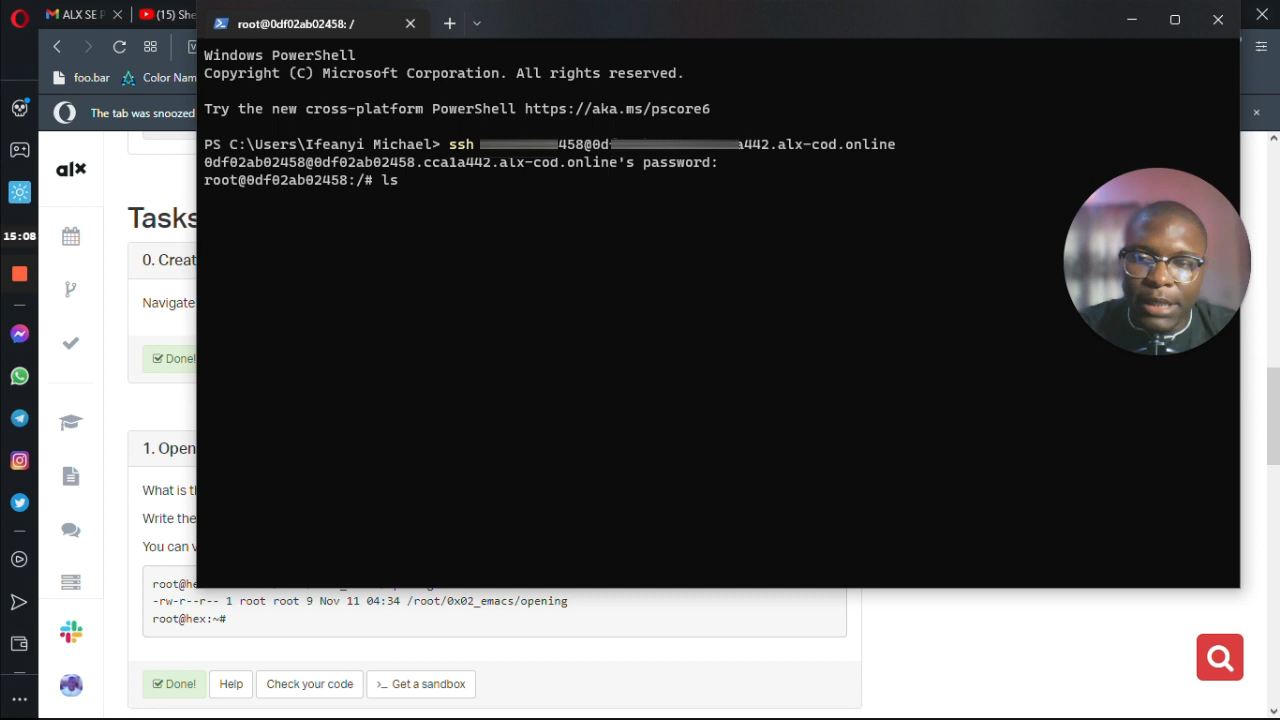 ALX SE P
(15) She
root@0df02ab02458: /
foo.bar
Color Nam
The tab was snoozed
Windows PowerShell
Copyright (C) Microsoft Corporation. All rights reserved.
Try the new cross-platform PowerShell https://aka.ms/pscore6
PS C:\Users\Ifeanyi Michael> ssh 458@0d a442.alx-cod.online
0df02ab02458@0df02ab02458.cca1a442.alx-cod.online's password:
root@0df02ab02458:/# ls
alx
15:08
Tasks
0. Creat
Navigate
Done!
1. Open
What is t
Write the
You can v
root@he
-rw-r--r-- 1 root root 9 Nov 11 04:34 /root/0x02_emacs/opening
root@hex:~#
Done!
Help
Check your code
>_ Get a sandbox